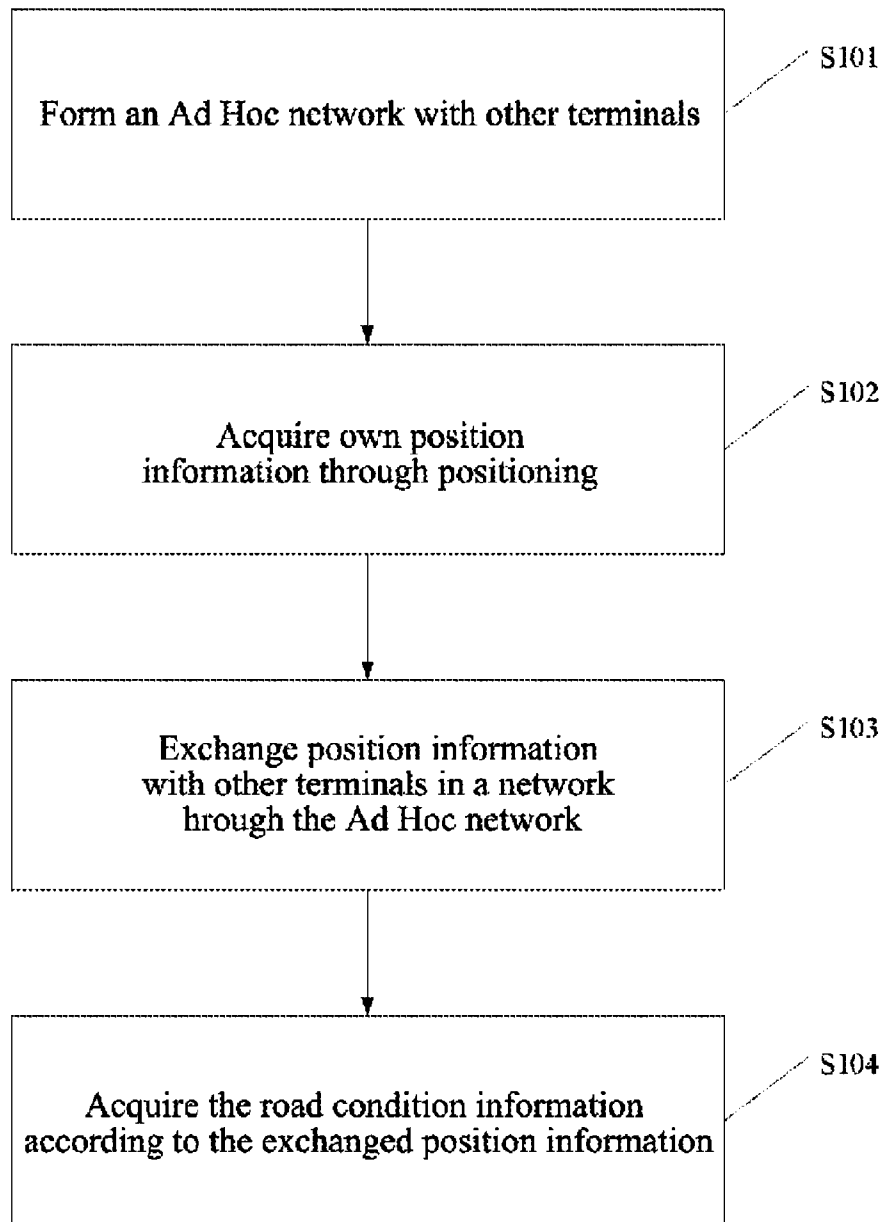 S101
Form an Ad Hoc network with other terminals
S102
Acquire own position
information through positioning
S103
Exchange position information
with other terminals in a network
hrough the Ad Hoc network
S104
Acquire the road condition information
according to the exchanged position information